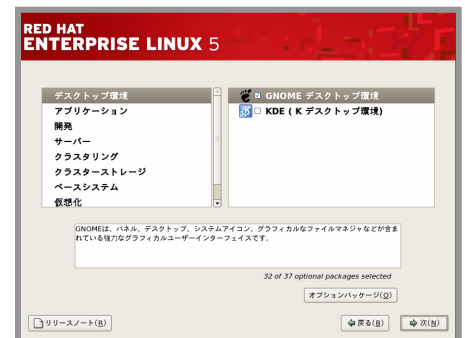 RED HAT
ENTERPRISE LINUX 5
デスクトップ環境
アプリケーション
開発
サーバー
クラスタリング
クラスターストレージ
ベースシステム
仮想化
GNOME デスクトップ環境
KDE ( K デスクトップ環境)
GNOMEは、パネル、デスクトップ、システムアイコン、グラフィカルなファイルマネジャなどが含ま
れている強力なグラフィカルユーザーインターフェイスです。
32 of 37 optional packages selected
オプションパッケージ(O)
リリースノート(R)
戻る(B)
次(N)